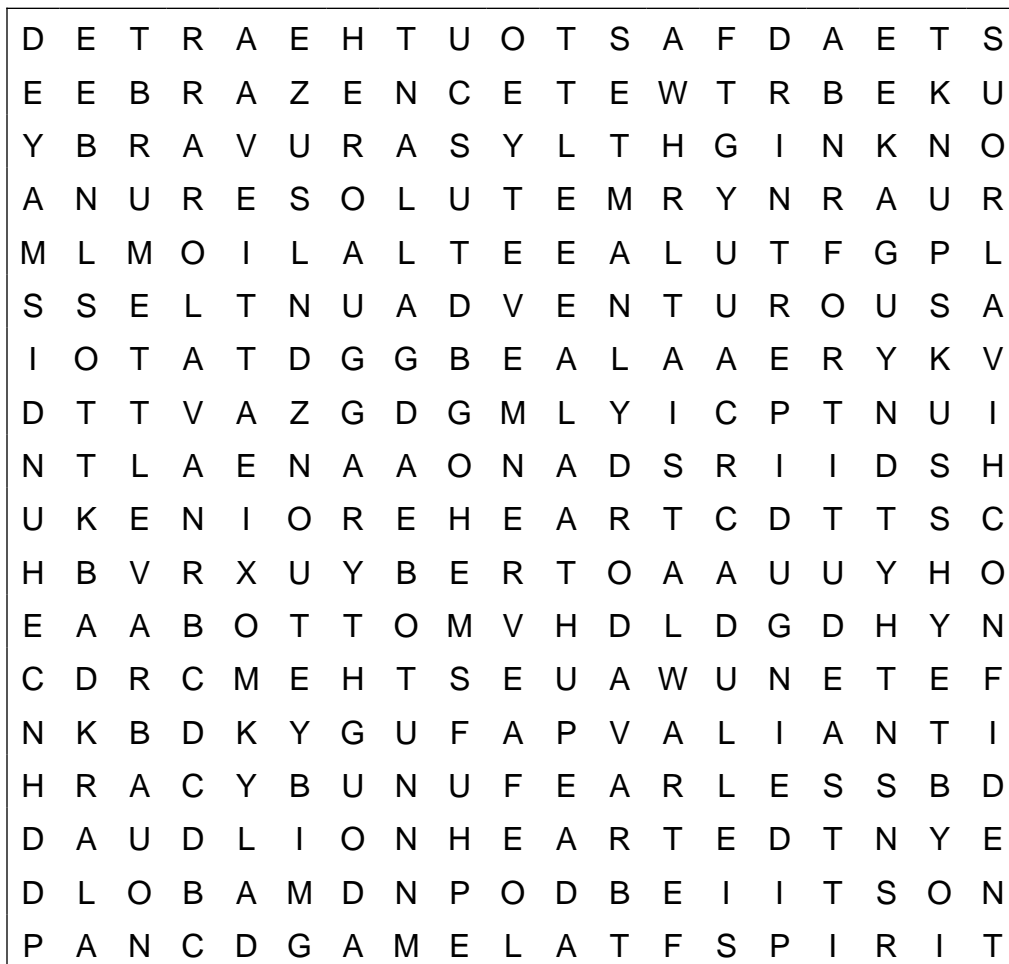 D E T R A E H T U O T S A F D A E T S
E E B R A Z E N C E T E W T R B E K U
Y B R A V U R A S Y L T H G I N K N O
A N U R E S O L U T E M R Y N R A U R
M L M O I L A L T E E A L U T F G P L
S S E L T N U A D V E N T U R O U S A
I O T A T D G G B E A L A A E R Y K V
D T T V A Z G D G M L Y I C P T N U I
N T L A E N A A O N A D S R I I D S H
U K E N I O R E H E A R T C D T T S C
H B V R X U Y B E R T O A A U U Y H O
E A A B O T T O M V H D L D G D H Y N
C D R C M E H T S E U A W U N E T E F
N K B D K Y G U F A P V A L I A N T I
H R A C Y B U N U F E A R L E S S B D
D A U D L I O N H E A R T E D T N Y E
D L O B A M D N P O D B E I I T S O N
P A N C D G A M E L A T F S P I R I T